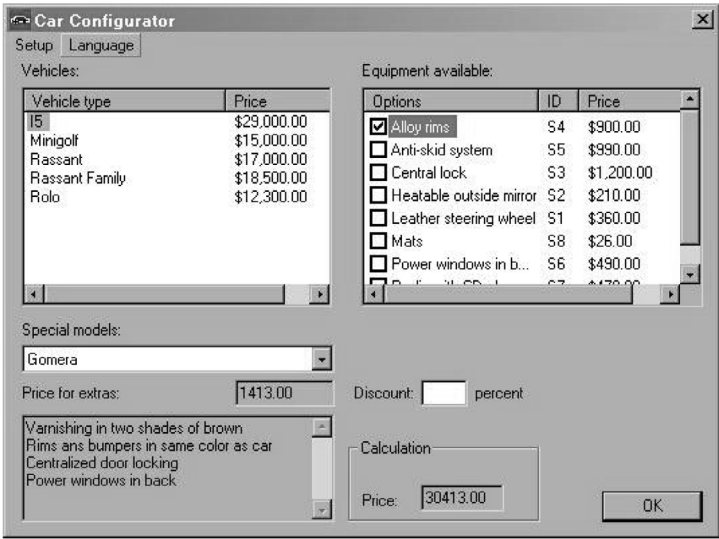 Car Configurator
Setup Language
Vehicles:
Vehicle type Price
I5 $29,000.00
Minigolf $15,000.00
Rassant $17,000.00
Rassant Family $18,500.00
Rolo $12,300.00
Equipment available:
Options ID Price
Alloy rims S4 $900.00
Anti-skid system S5 $990.00
Central lock S3 $1,200.00
Heatable outside mirror S2 $210.00
Leather steering wheel S1 $360.00
Mats S8 $26.00
Power windows in b... S6 $490.00
Special models:
Gomera
Price for extras: 1413.00
Discount: percent
Varnishing in two shades of brown
Rims ans bumpers in same color as car
Centralized door locking
Power windows in back
Calculation
Price: 30413.00
OK